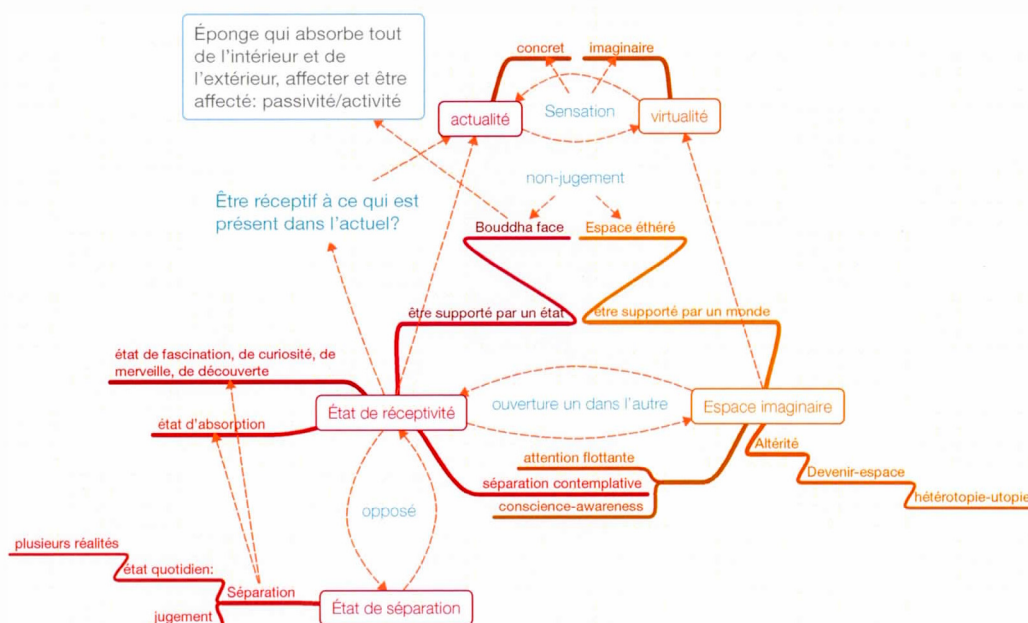 Éponge qui absorbe tout
de l'intérieur et de
l'extérieur, affecter et être
affecté: passivité/activité
concret
imaginaire
actualité
Sensation
virtualité
non-jugement
Être réceptif à ce qui est
présent dans l'actuel?
Bouddha face
Espace éthéré
être supporté par un état
être supporté par un monde
état de fascination, de curiosité, de
merveille, de découverte
État de réceptivité
ouverture un dans l'autre
Espace imaginaire
état d'absorption
attention flottante
Altérité
séparation contemplative
Devenir-espace
conscience-awareness
hétérotopie-utopie
opposé
plusieurs réalités
état quotidien:
Séparation
État de séparation
jugement